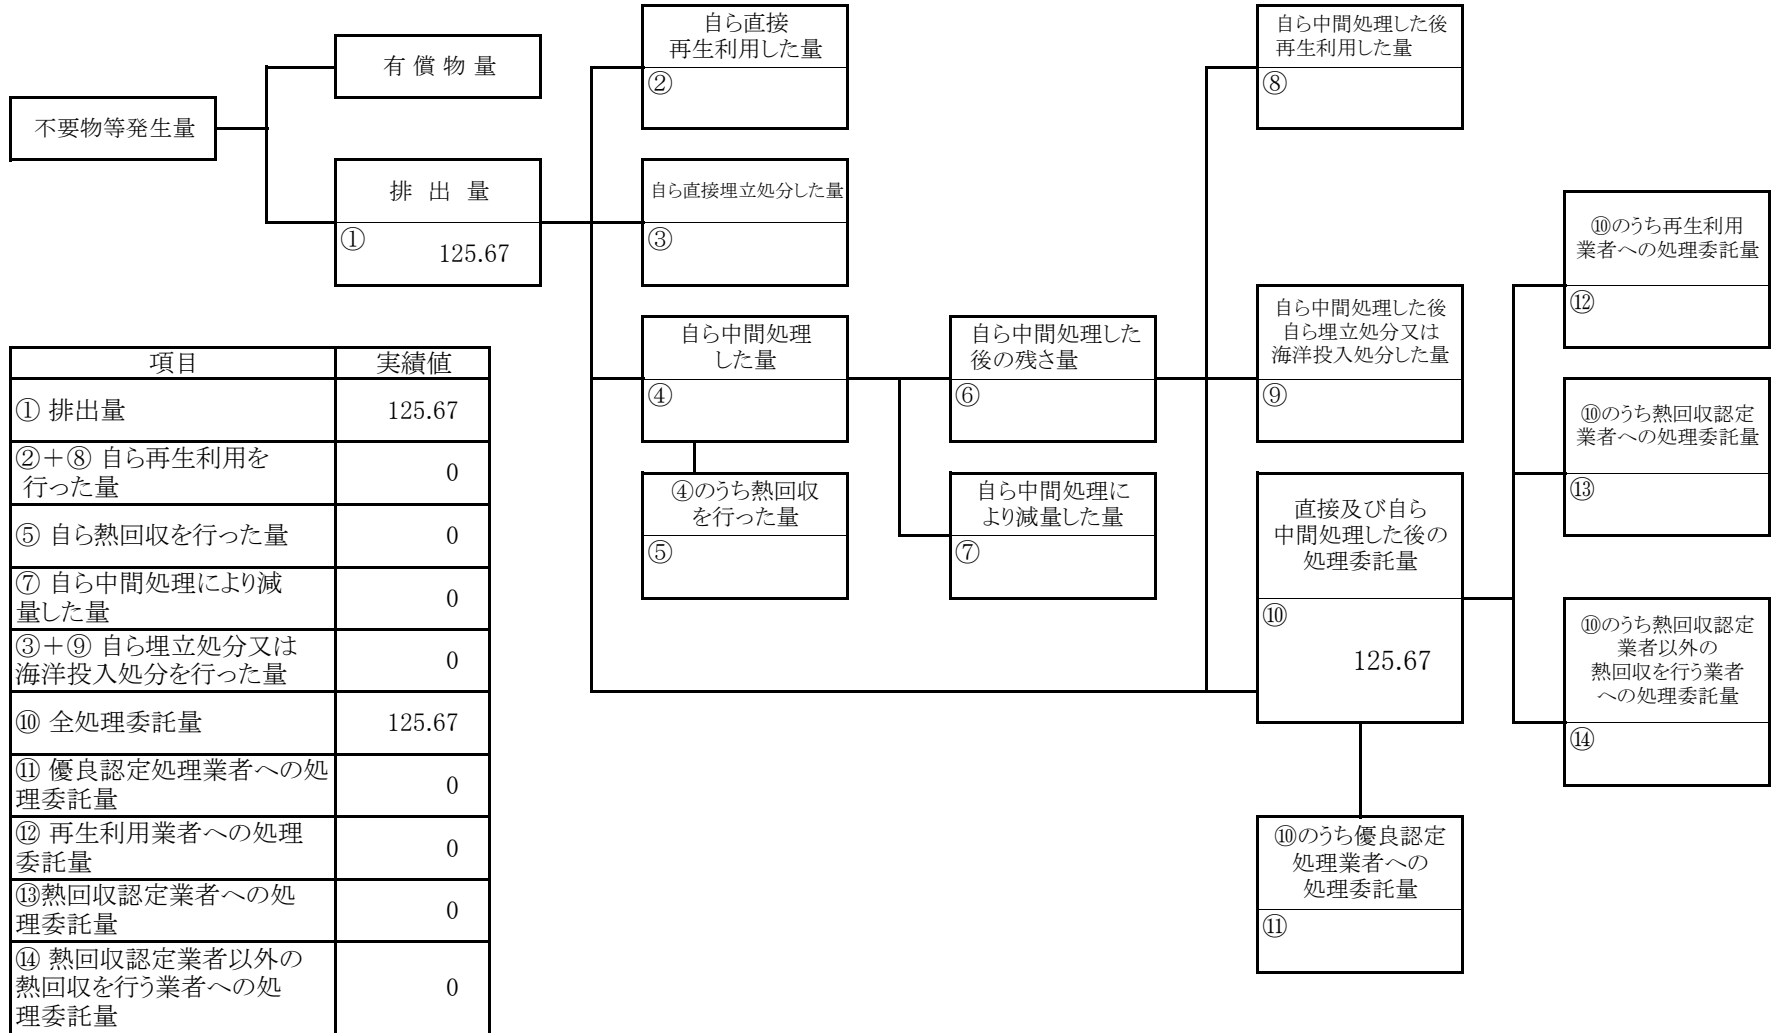 不要物等発生量
有 償 物 量
排 出 量
①
125.67
自ら直接
再生利用した量
②
自ら直接埋立処分した量
③
自ら中間処理
した量
④
④のうち熱回収
を行った量
⑤
自ら中間処理した
後の残さ量
⑥
自ら中間処理に
より減量した量
⑦
自ら中間処理した後
再生利用した量
⑧
自ら中間処理した後
自ら埋立処分又は
海洋投入処分した量
⑨
直接及び自ら
中間処理した後の
処理委託量
⑩
125.67
⑩のうち優良認定
処理業者への
処理委託量
⑪
⑩のうち再生利用
業者への処理委託量
⑫
⑩のうち熱回収認定
業者への処理委託量
⑬
⑩のうち熱回収認定
業者以外の
熱回収を行う業者
への処理委託量
⑭
項目 実績値
① 排出量 125.67
②+⑧ 自ら再生利用を
行った量 0
⑤ 自ら熱回収を行った量 0
⑦ 自ら中間処理により減
量した量 0
③+⑨ 自ら埋立処分又は
海洋投入処分を行った量 0
⑩ 全処理委託量 125.67
⑪ 優良認定処理業者への処
理委託量 0
⑫ 再生利用業者への処理
委託量 0
⑬熱回収認定業者への処
理委託量 0
⑭ 熱回収認定業者以外の
熱回収を行う業者への処
理委託量 0